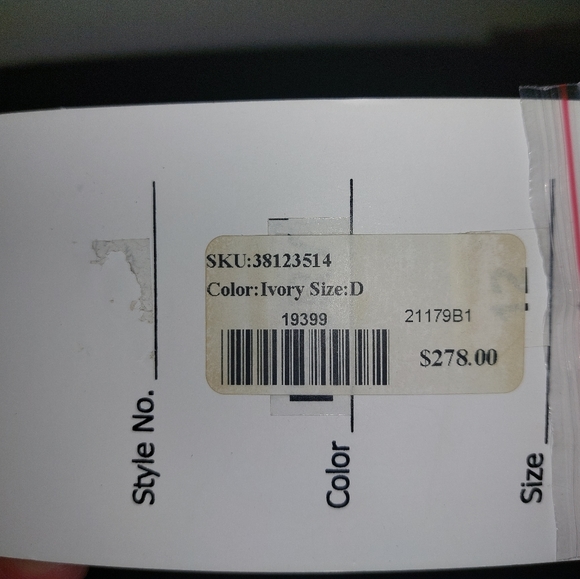 SKU:38123514
Color:Ivory Size:D
19399
21179B1
$278.00
Style No.
Color
Size